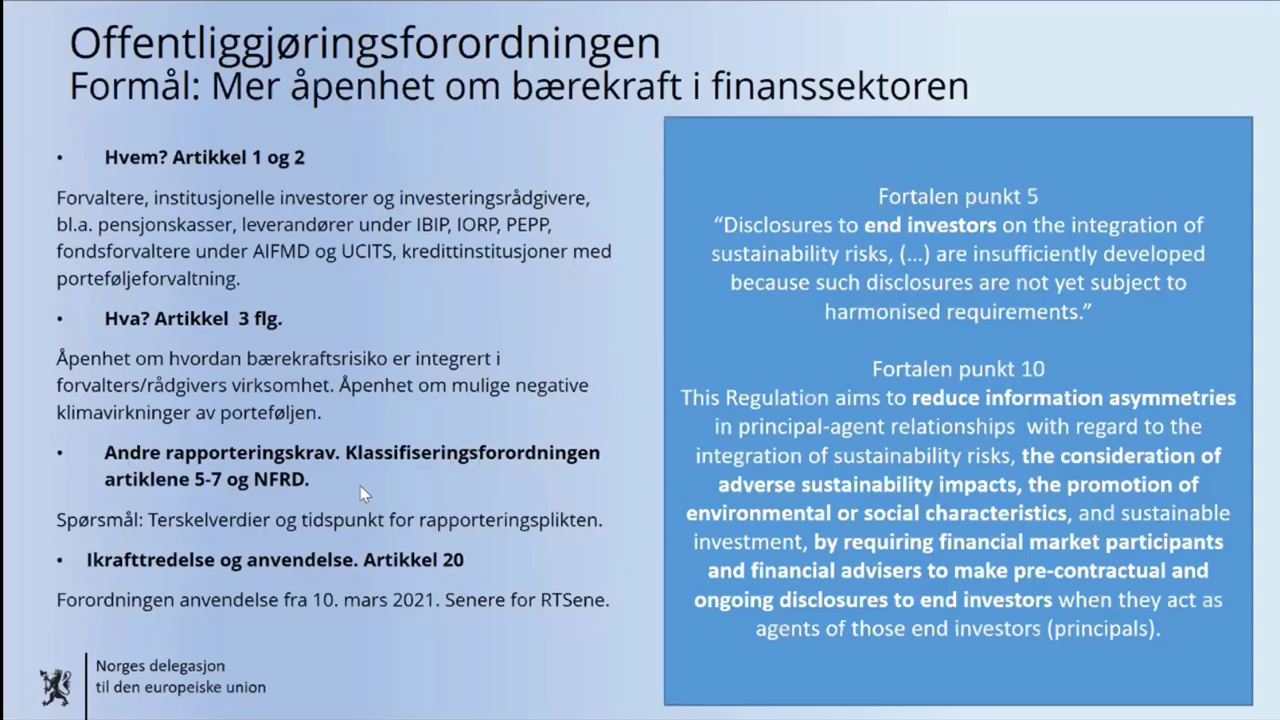 Offentliggjøringsforordningen
Formål: Mer åpenhet om bærekraft i finanssektoren
• Hvem? Artikkel 1 og 2
Forvaltere, institusjonelle investorer og investeringsrådgivere,
bl.a. pensjonskasser, leverandører under IBIP, IORP, PEPP,
fondsforvaltere under AIFMD og UCITS, kredittinstitusjoner med
porteføljeforvaltning.
• Hva? Artikkel 3 flg.
Åpenhet om hvordan bærekraftsrisiko er integrert i
forvalters/rådgivers virksomhet. Åpenhet om mulige negative
klimavirkninger av porteføljen.
• Andre rapporteringskrav. Klassifiseringsforordningen
artiklene 5-7 og NFRD.
Spørsmål: Terskelverdier og tidspunkt for rapporteringsplikten.
• Ikrafttredelse og anvendelse. Artikkel 20
Forordningen anvendelse fra 10. mars 2021. Senere for RTSene.
Norges delegasjon
til den europeiske union
Fortalen punkt 5
“Disclosures to end investors on the integration of
sustainability risks, (...) are insufficiently developed
because such disclosures are not yet subject to
harmonised requirements.”
Fortalen punkt 10
This Regulation aims to reduce information asymmetries
in principal-agent relationships with regard to the
integration of sustainability risks, the consideration of
adverse sustainability impacts, the promotion of
environmental or social characteristics, and sustainable
investment, by requiring financial market participants
and financial advisers to make pre-contractual and
ongoing disclosures to end investors when they act as
agents of those end investors (principals).